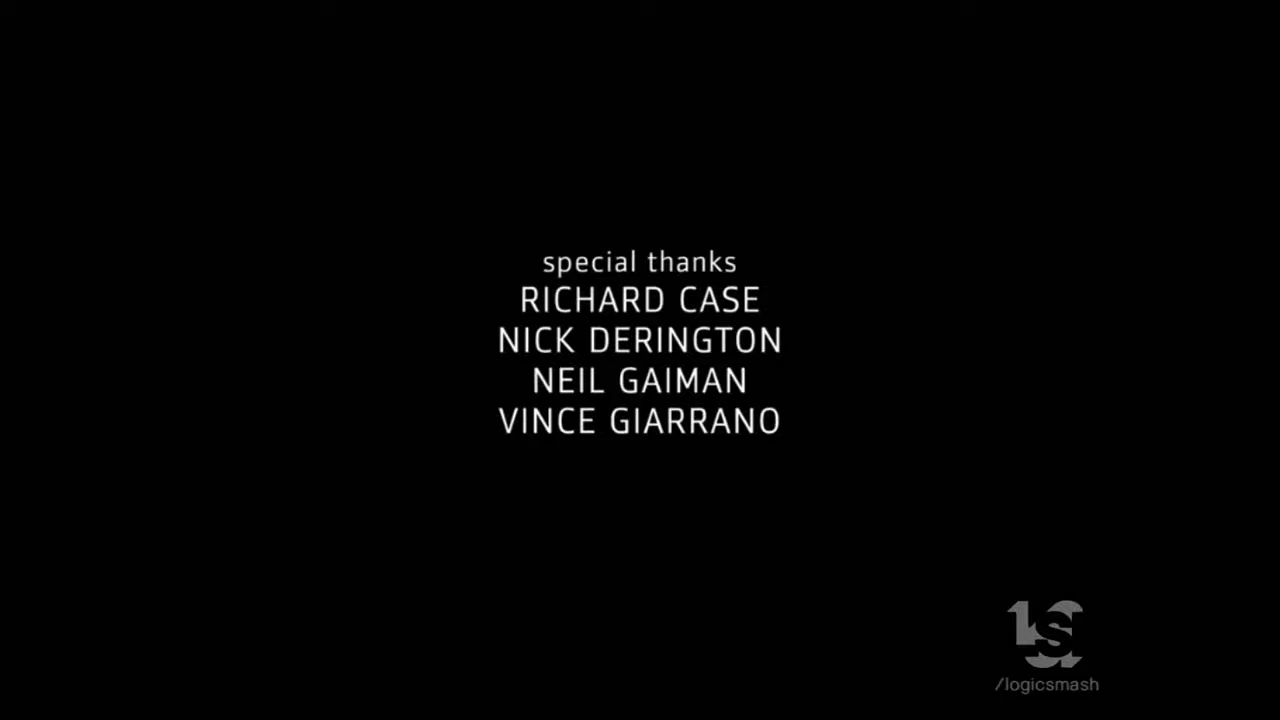 special thanks
RICHARD CASE
NICK DERINGTON
NEIL GAIMAN
VINCE GIARRANO
/logicsmash